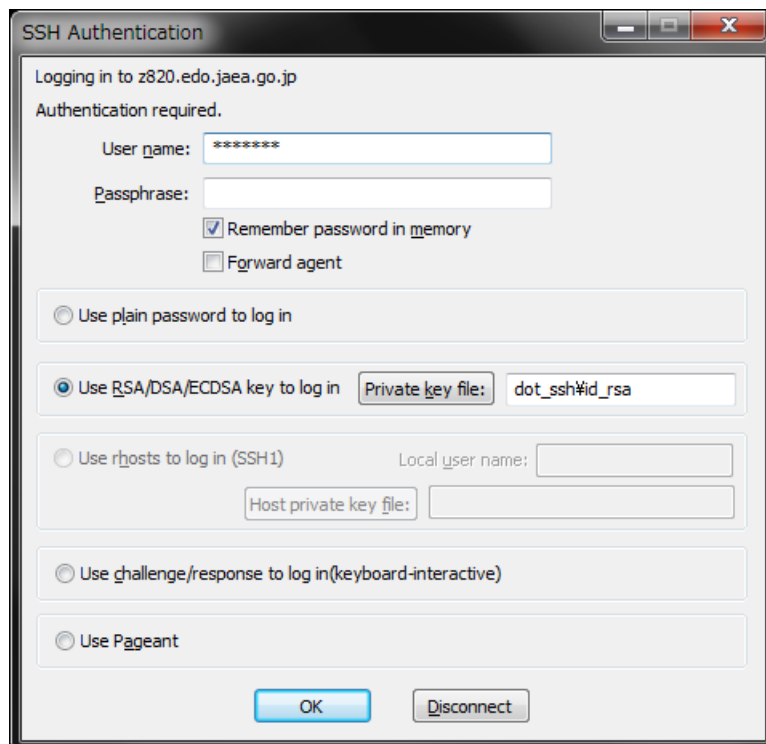 SSH Authentication
Logging in to z820.edo.jaea.go.jp
Authentication required.
User name: *******
Passphrase:
Remember password in memory
Forward agent
Use plain password to log in
Use RSA/DSA/ECDSA key to log in Private key file: dot_ssh¥id_rsa
Use rhosts to log in (SSH1) Local user name:
Host private key file:
Use challenge/response to log in(keyboard-interactive)
Use Pageant
OK Disconnect